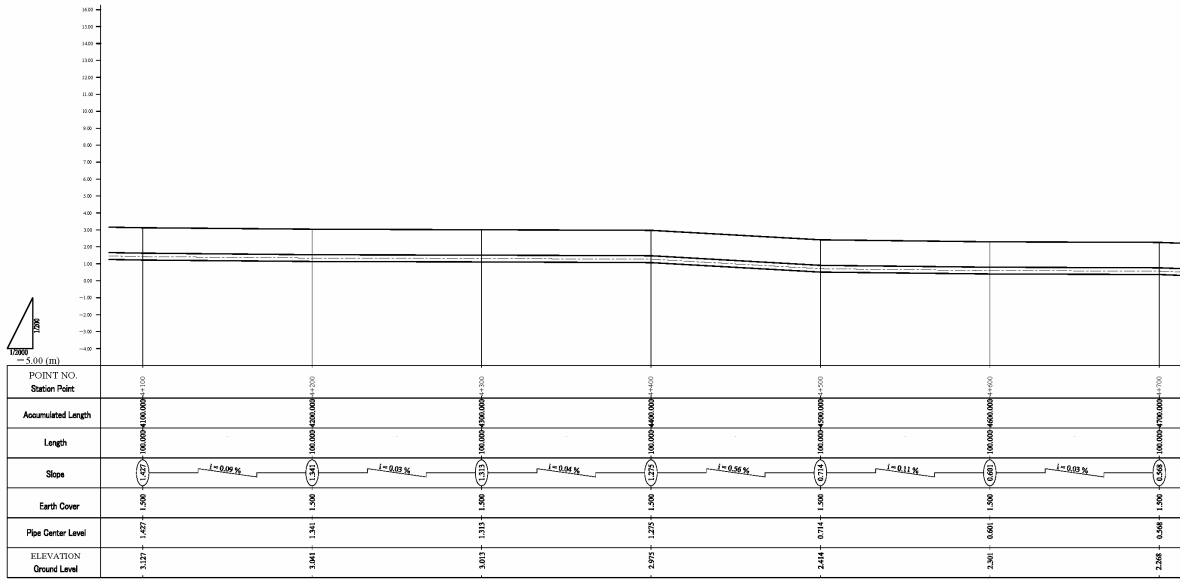 16.00
15.00
14.00
13.00
12.00
11.00
10.00
9.00
8.00
7.00
6.00
5.00
4.00
3.00
2.00
1.00
0.00
−1.00
−2.00
−3.00
−4.00
1/200
1/2000
−5.00 (m)
POINT NO.
Station Point
4+100 4+200 4+300 4+400 4+500 4+600 4+700
Accumulated Length
4100.000 4200.000 4300.000 4400.000 4500.000 4600.000 4700.000
Length
100.000 100.000 100.000 100.000 100.000 100.000 100.000
Slope
1.427 i = 0.09 % 1.341 i = 0.03 % 1.313 i = 0.04 % 1.275 i = 0.56 % 0.714 i = 0.11 % 0.601 i = 0.03 % 0.568
Earth Cover
1.500 1.500 1.500 1.500 1.500 1.500 1.500
Pipe Center Level
1.427 1.341 1.313 1.275 0.714 0.601 0.568
ELEVATION
Ground Level
3.127 3.041 3.013 2.975 2.414 2.301 2.268